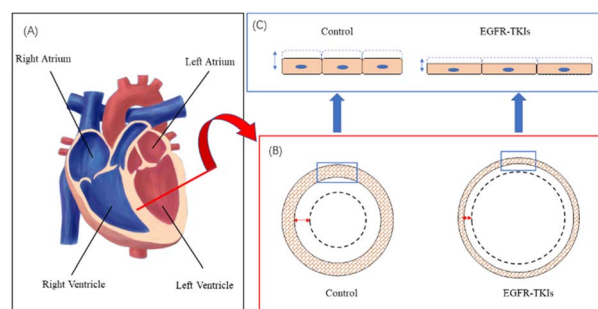 (A)
Right Atrium
Left Atrium
Right Ventricle
Left Ventricle
(C)
Control
EGFR-TKIs
(B)
Control
EGFR-TKIs